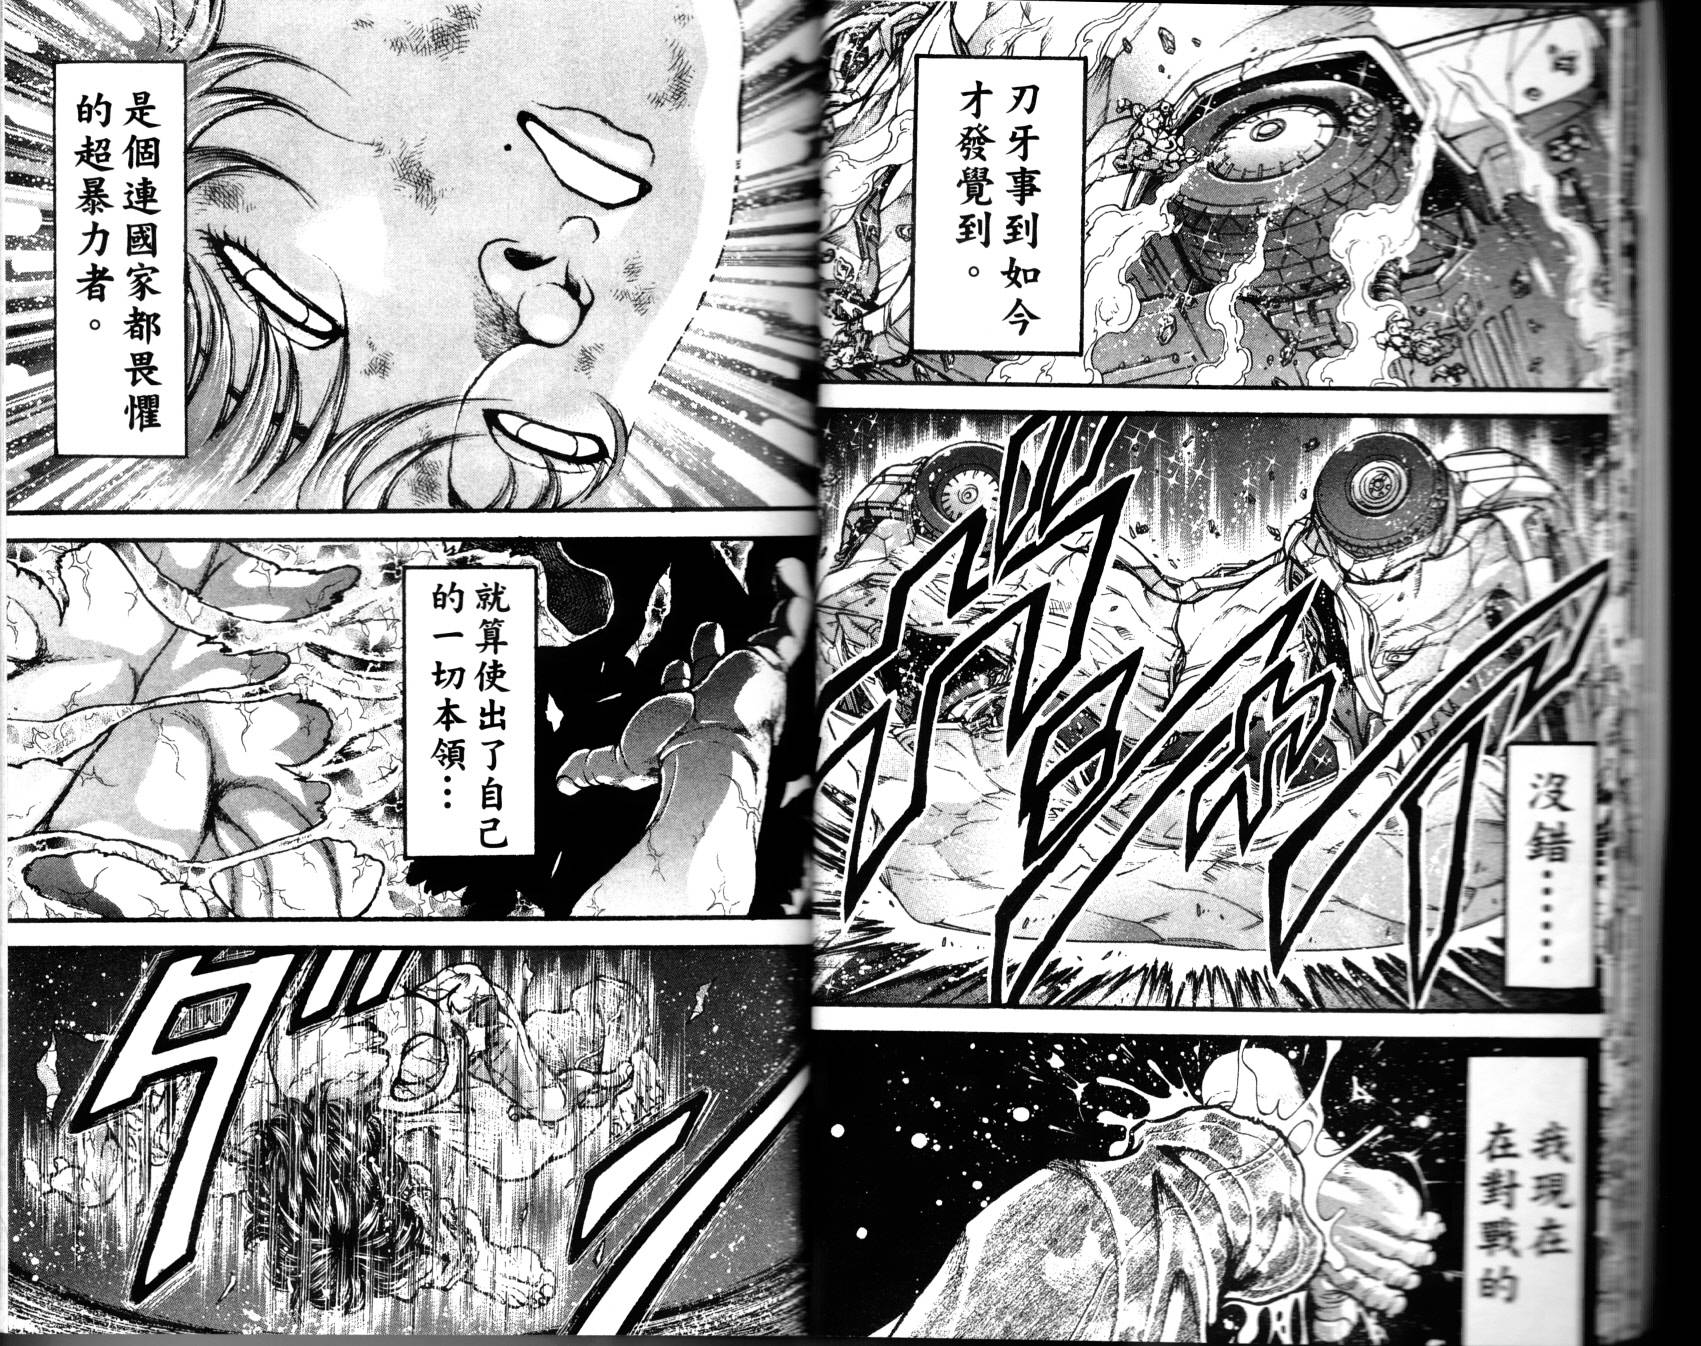 刃牙事到如今
才發覺到。
沒錯……
我現在
在對戰的
是個連國家都畏懼
的超暴力者。
就算使出了自己
的一切本領…
ダン